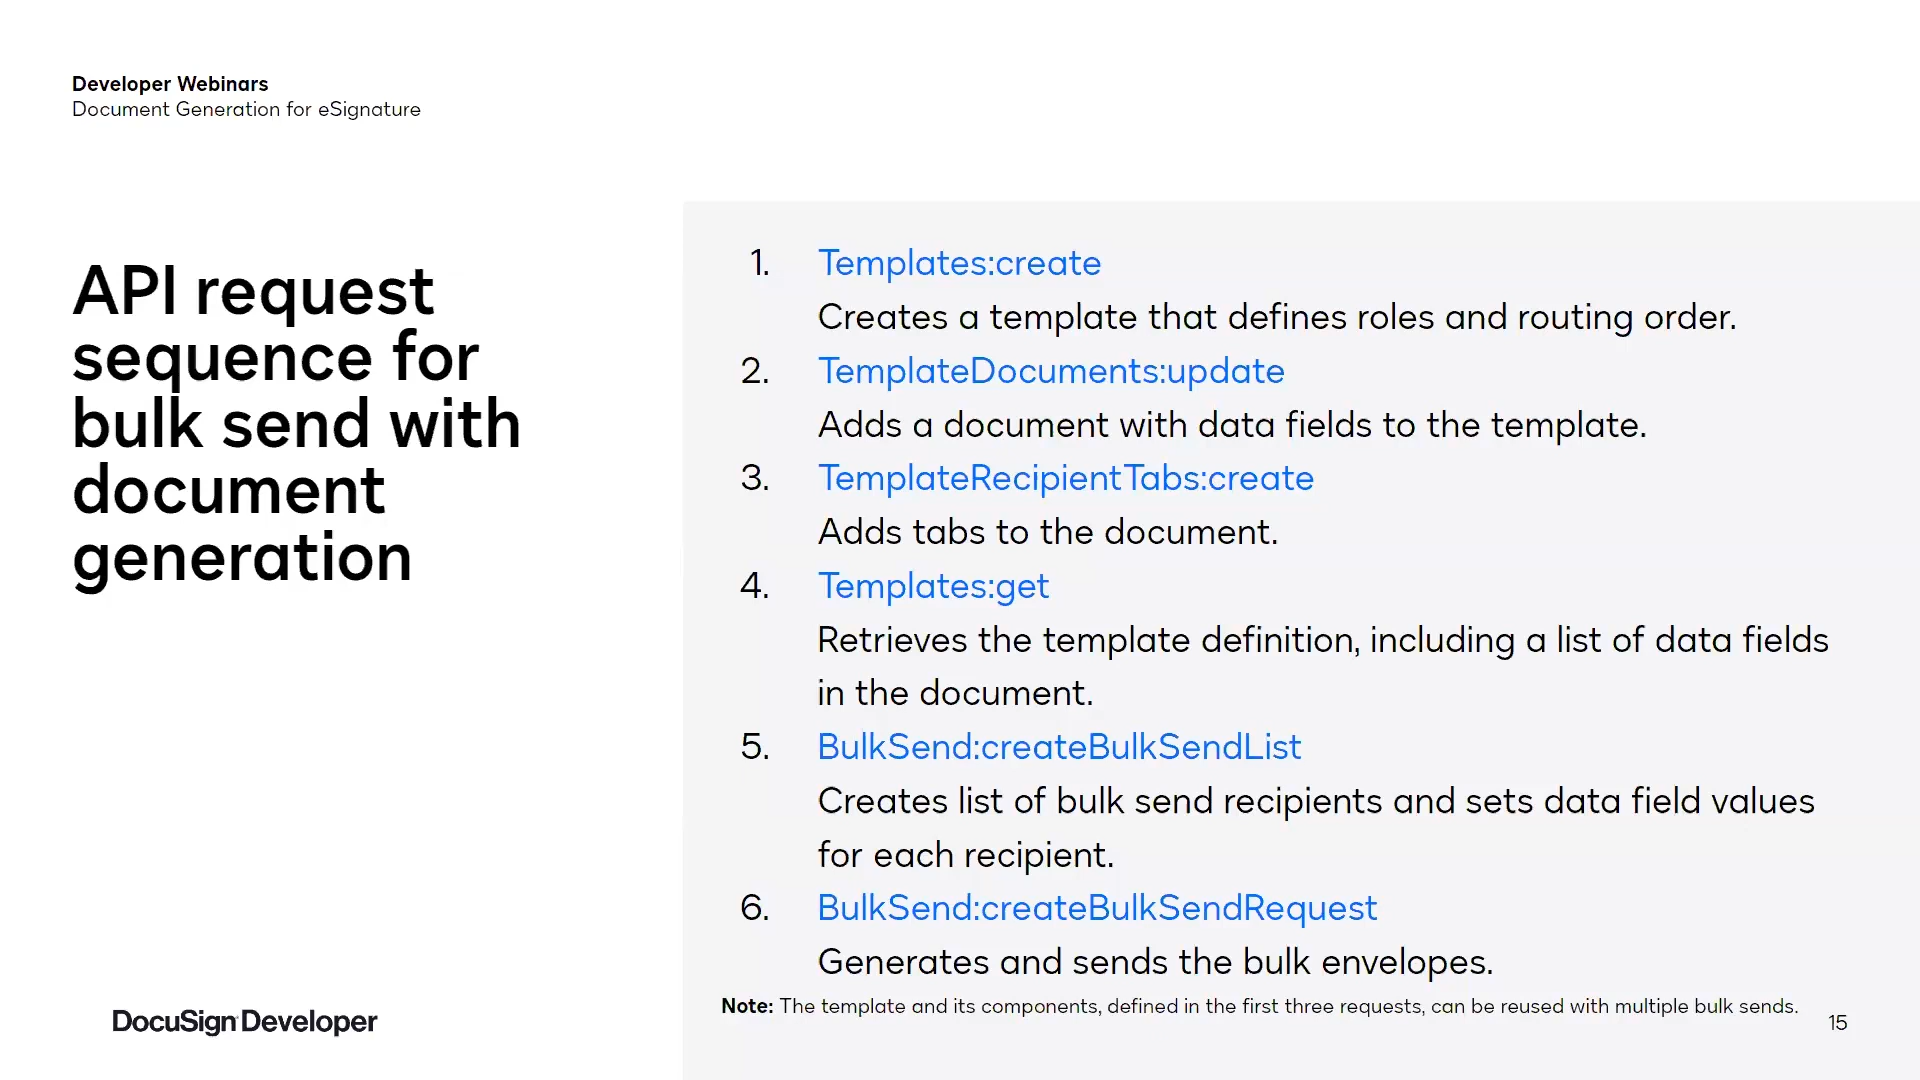 Developer Webinars
Document Generation for eSignature
API request
sequence for
bulk send with
document
generation
1. Templates:create
Creates a template that defines roles and routing order.
2. TemplateDocuments:update
Adds a document with data fields to the template.
3. TemplateRecipientTabs:create
Adds tabs to the document.
4. Templates:get
Retrieves the template definition, including a list of data fields
in the document.
5. BulkSend:createBulkSendList
Creates list of bulk send recipients and sets data field values
for each recipient.
6. BulkSend:createBulkSendRequest
Generates and sends the bulk envelopes.
Note: The template and its components, defined in the first three requests, can be reused with multiple bulk sends.
DocuSign Developer
15